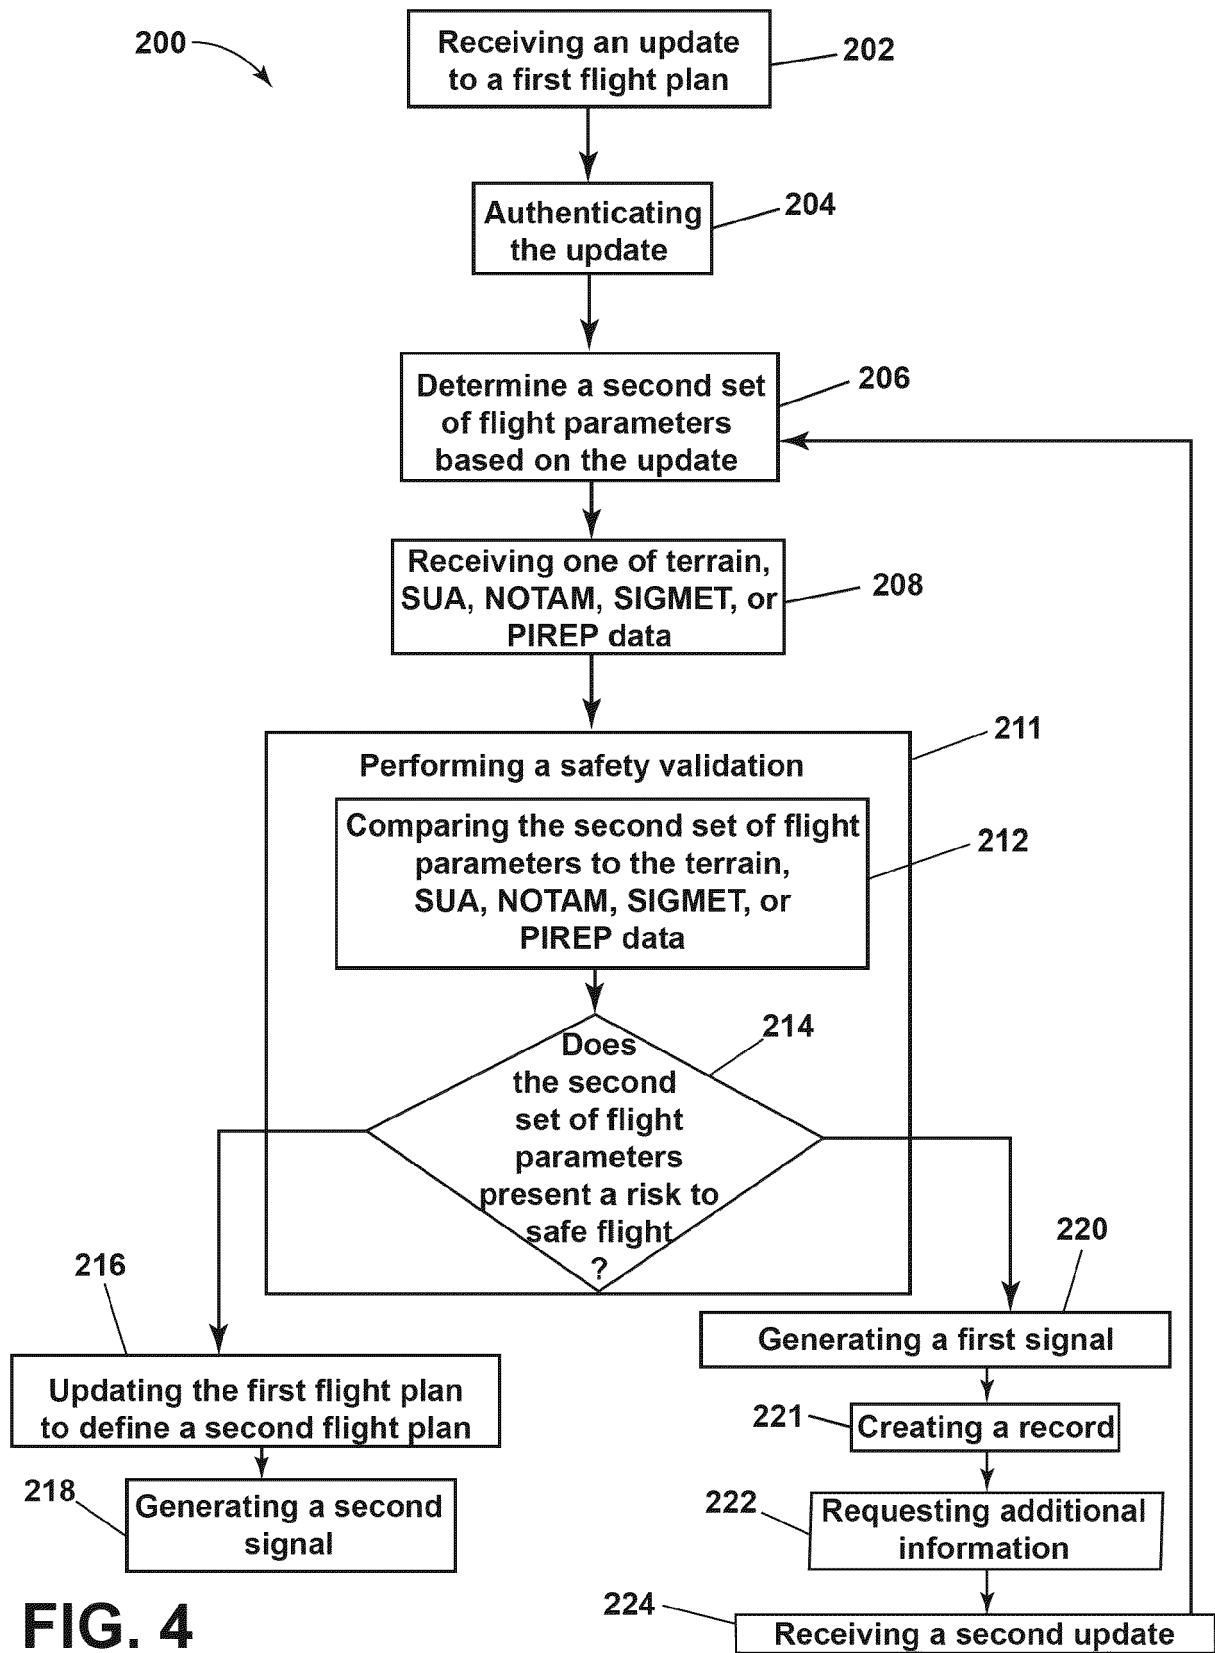 200
Receiving an update
to a first flight plan
202
Authenticating
the update
204
Determine a second set
of flight parameters
based on the update
206
Receiving one of terrain,
SUA, NOTAM, SIGMET, or
PIREP data
208
211
Performing a safety validation
Comparing the second set of flight
parameters to the terrain,
SUA, NOTAM, SIGMET, or
PIREP data
212
214
Does
the second
set of flight
parameters
present a risk to
safe flight
?
216
Updating the first flight plan
to define a second flight plan
218
Generating a second
signal
220
Generating a first signal
221
Creating a record
222
Requesting additional
information
224
Receiving a second update
FIG. 4